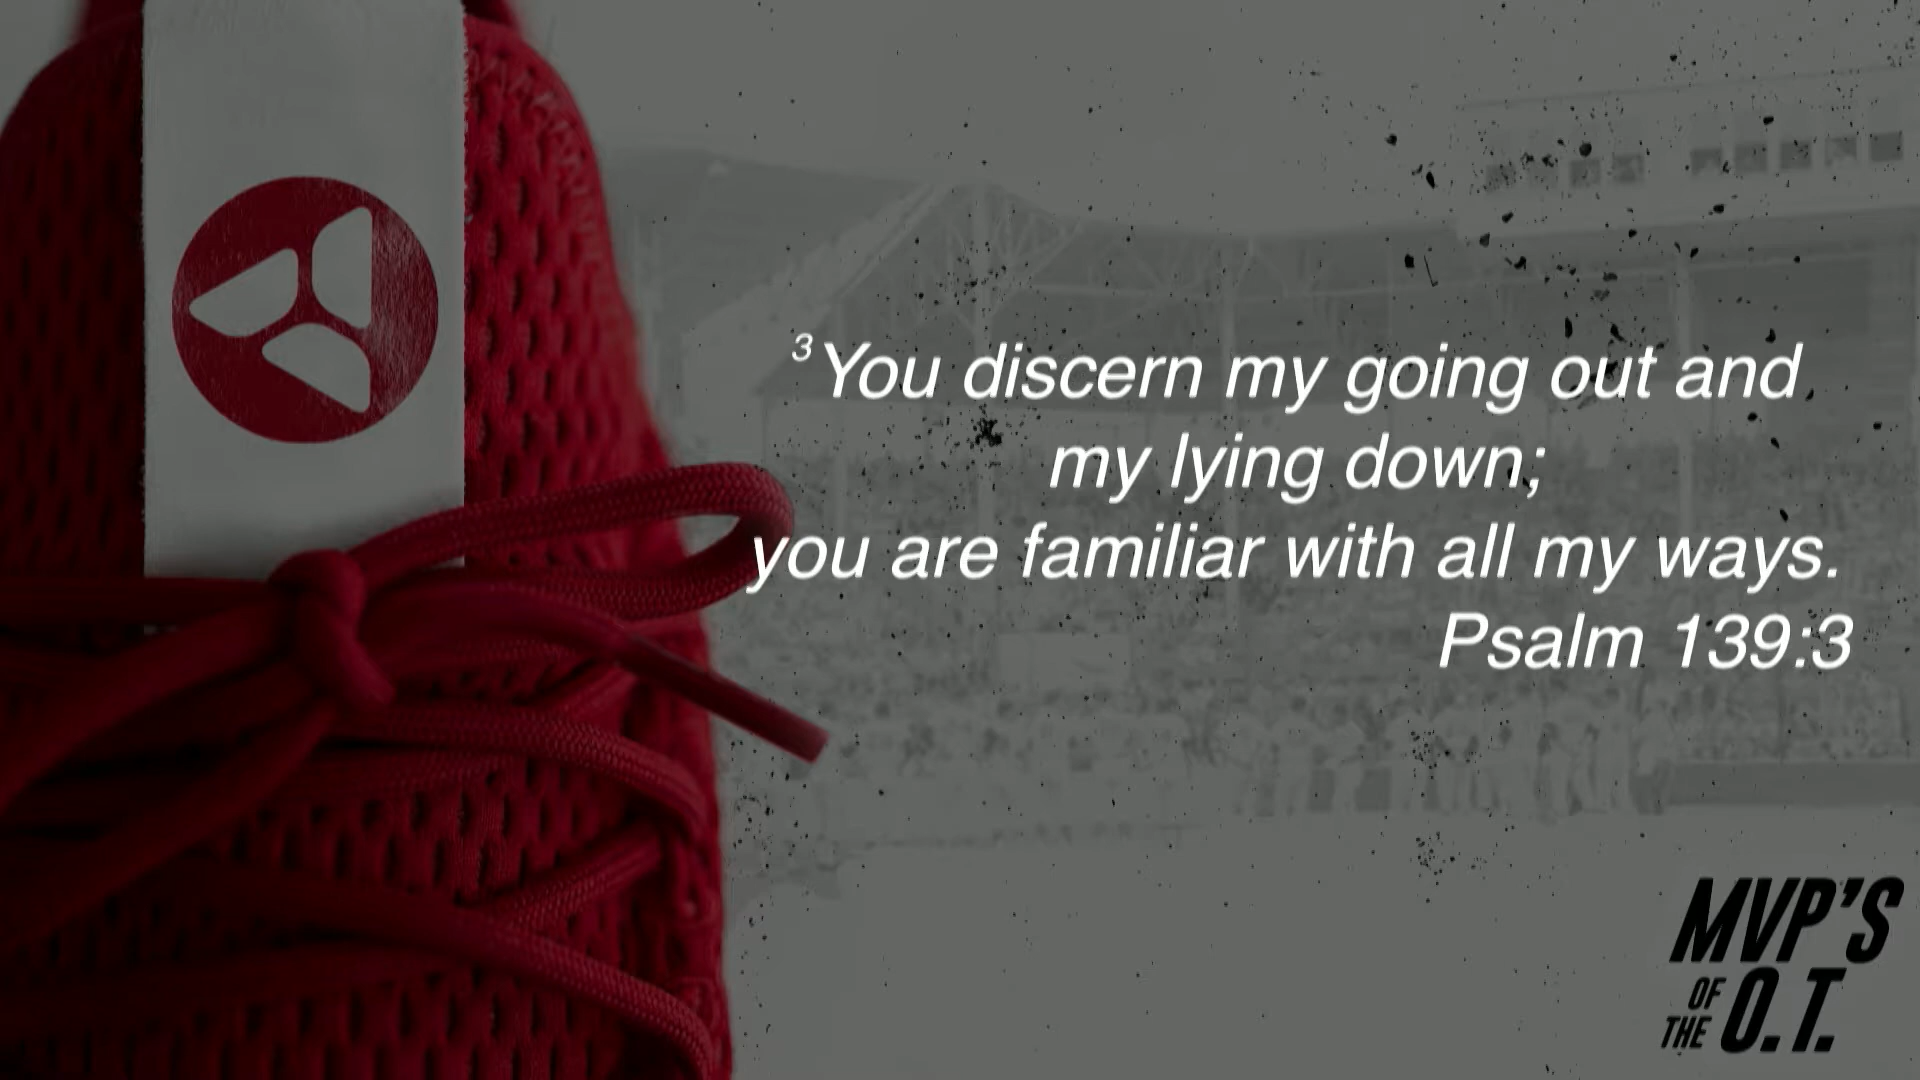 ³You discern my going out and
my lying down;
you are familiar with all my ways.
Psalm 139:3
MVP'S
OF
THE O.T.